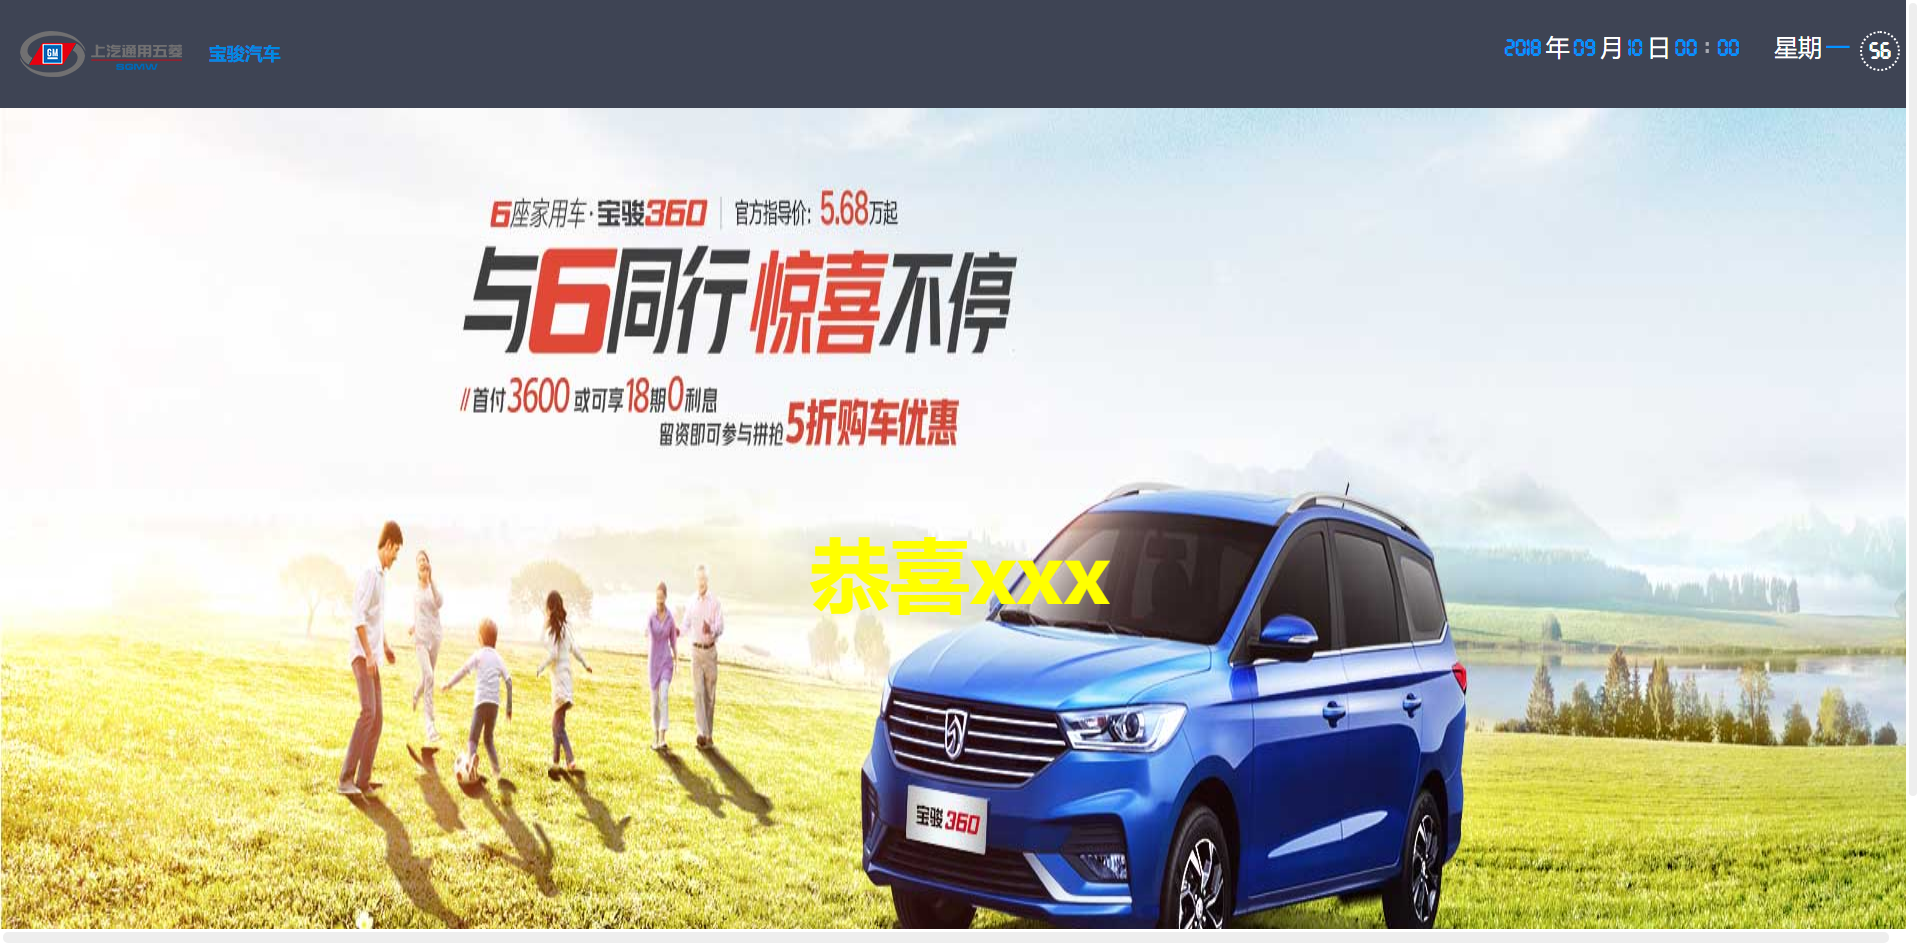 GM 上汽通用五菱
SGMW
宝骏汽车
2018年09月10日00:00 星期一 56
6座家用车·宝骏360 官方指导价: 5.68万起
与6同行 惊喜不停
//首付3600 或可享18期0利息
留资即可参与拼抢5折购车优惠
恭喜xxx
宝骏360